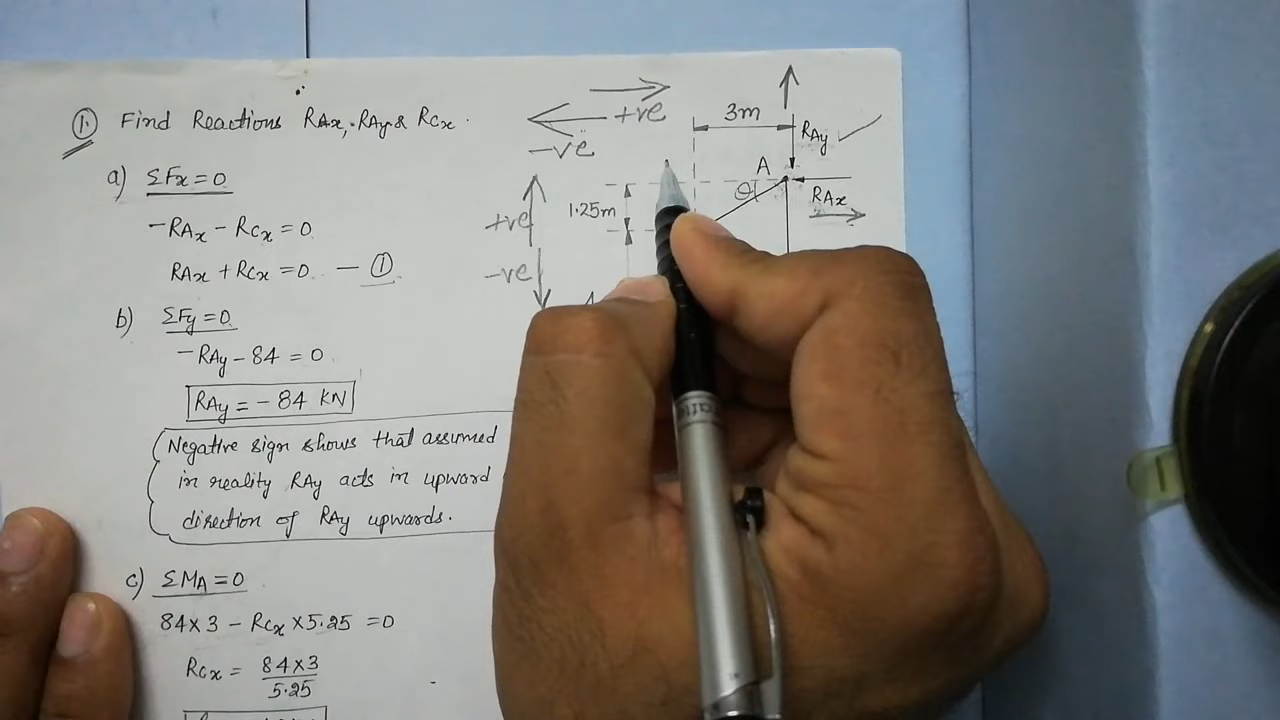 1. Find Reactions RAx, RAy & RCx.
a) ΣFx = 0
-RAx - RCx = 0
RAx + RCx = 0 — 1
b) ΣFy = 0
-RAy - 84 = 0
RAy = -84 KN
Negative sign shows that assumed
in reality RAy acts in upward
direction of RAy upwards.
c) ΣMA = 0
84 x 3 - RCx x 5.25 = 0
RCx = 84 x 3
5.25
+ve
-ve
+ve
-ve
3m
RAy
A
θ
RAx
1.25m